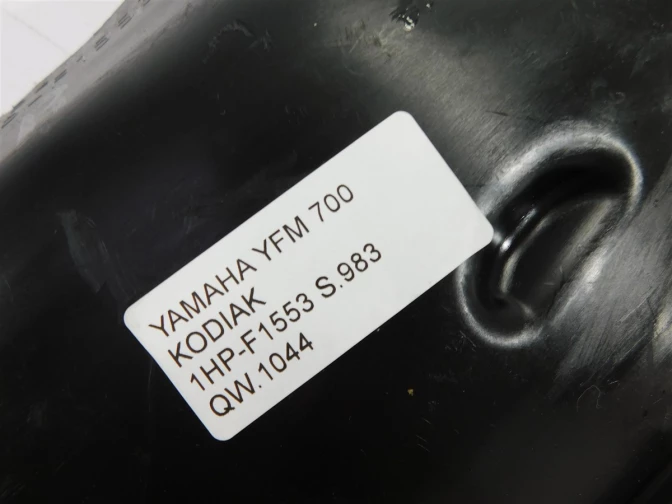 YAMAHA YFM 700
KODIAK
1HP-F1553 S.983
QW.1044